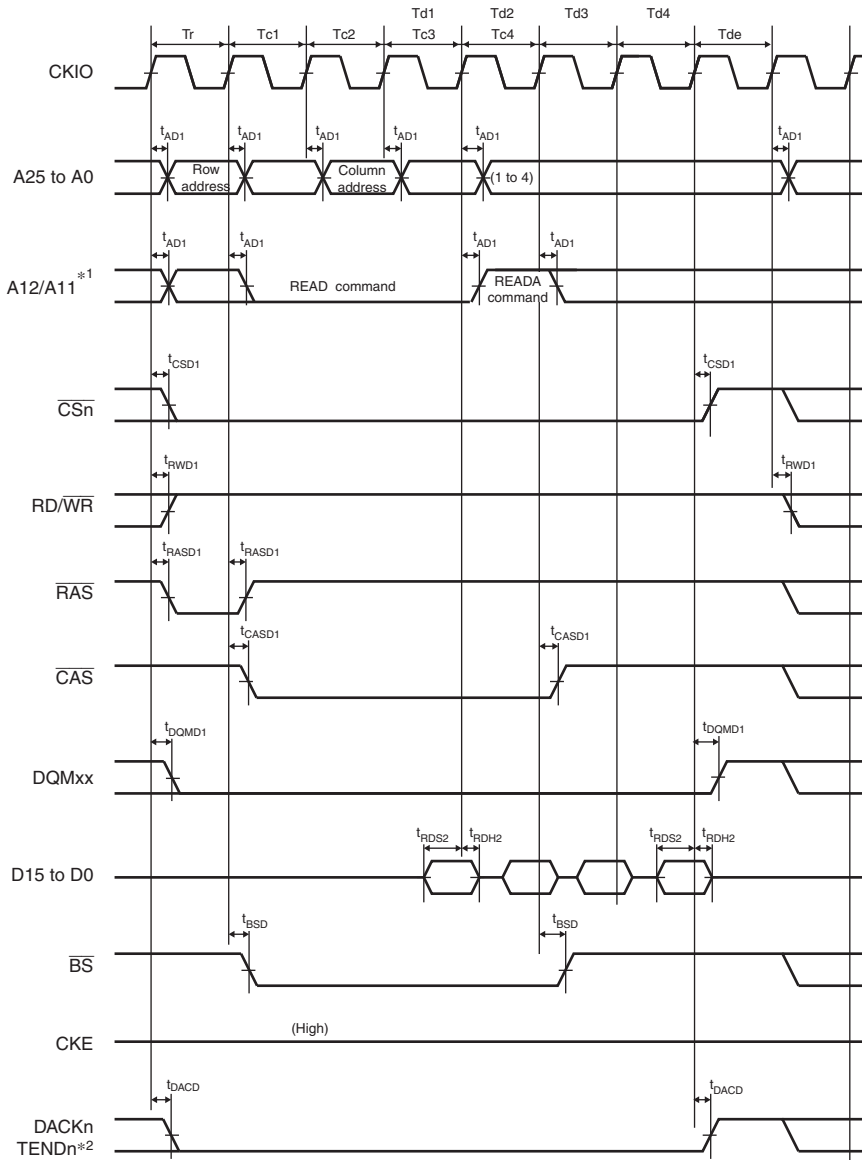 Td1 Td2 Td3 Td4
Tr Tc1 Tc2 Tc3 Tc4 Tde
CKIO
tAD1 tAD1 tAD1 tAD1 tAD1 tAD1
A25 to A0
Row address
Column address
(1 to 4)
tAD1 tAD1 tAD1 tAD1
A12/A11*1
READ command
READA command
tCSD1 tCSD1
CSn
tRWD1 tRWD1
RD/WR
tRASD1 tRASD1
RAS
tCASD1 tCASD1
CAS
tDQMD1 tDQMD1
DQMxx
tRDS2 tRDH2 tRDS2 tRDH2
D15 to D0
tBSD tBSD
BS
(High)
CKE
tDACD tDACD
DACKn
TENDn*2